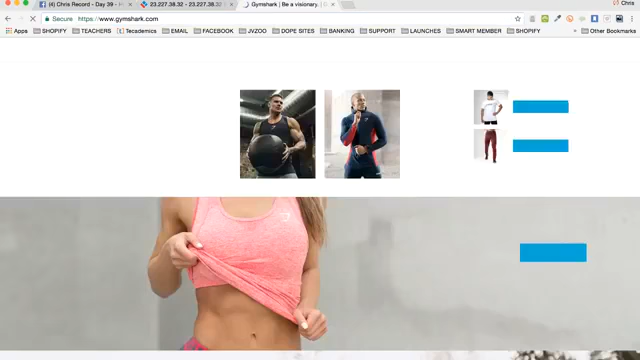 (4) Chris Record - Day 39 -
23.227.38.32 - 23.227.38.32
Gymshark | Be a visionary. |
Chris
Secure https://www.gymshark.com
Apps SHOPIFY TEACHERS Tecademics FACEBOOK JVZOO DOPE SITES BANKING SUPPORT LAUNCHES SMART MEMBER SHOPIFY » Other Bookmarks